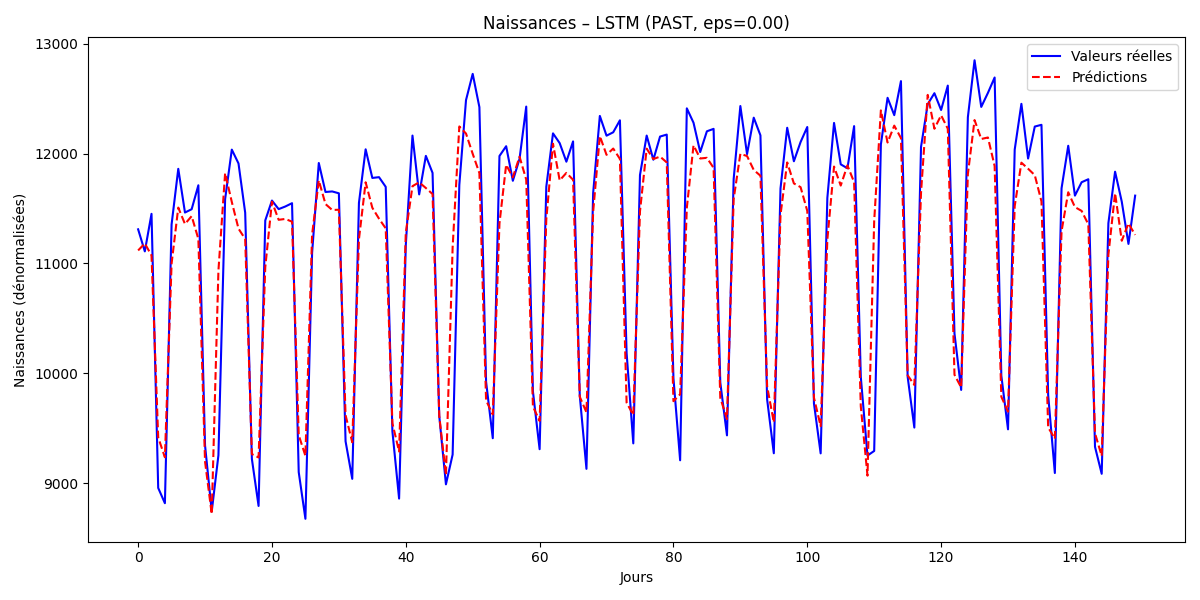 Naissances – LSTM (PAST, eps=0.00)
Naissances (dénormalisées)
13000
12000
11000
10000
9000
Valeurs réelles
Prédictions
0 20 40 60 80 100 120 140
Jours